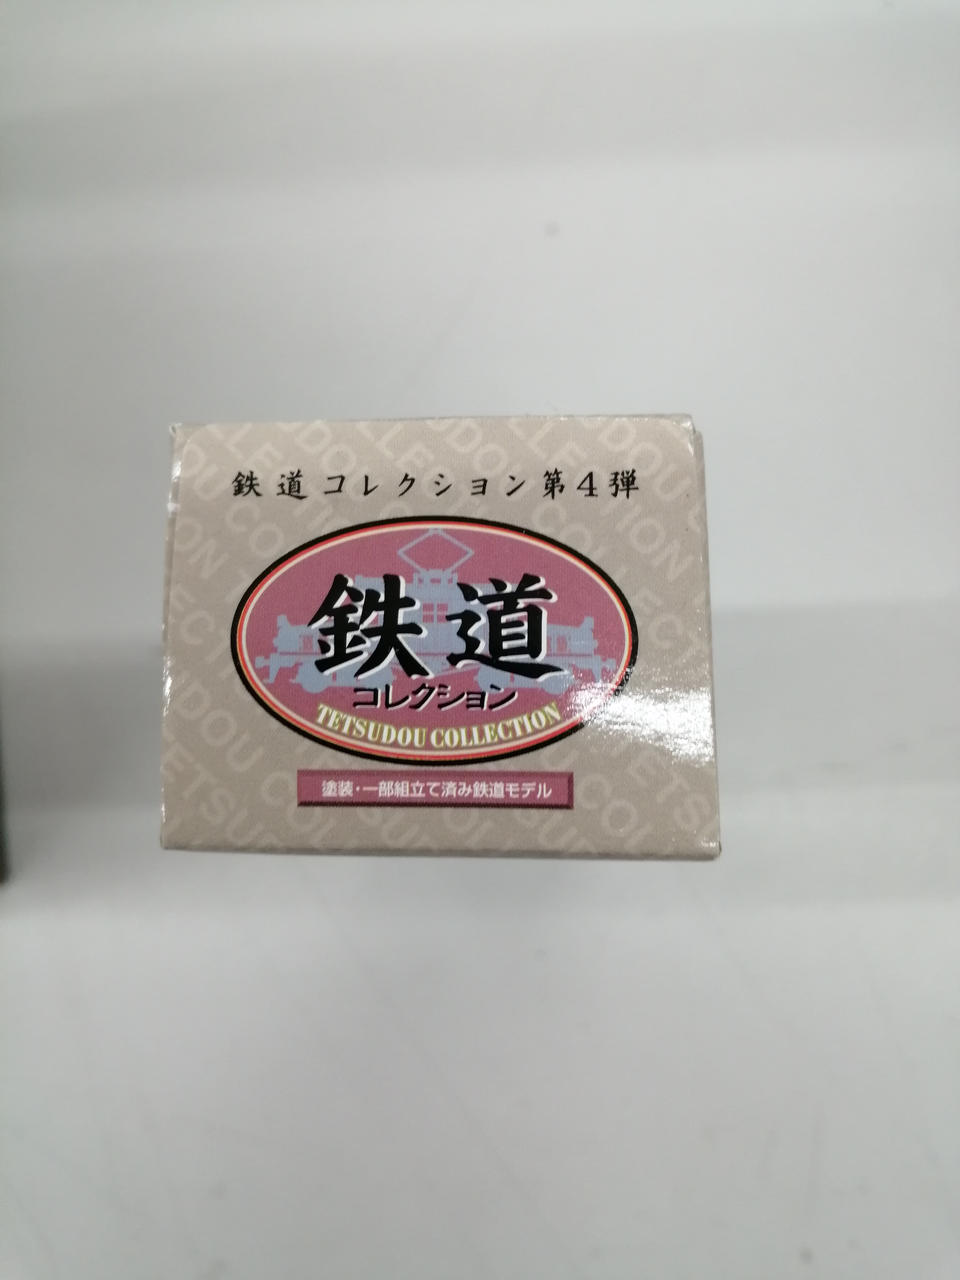 鉄道コレクション第4弾
鉄道
コレクション
TETSUDOU COLLECTION
塗装・一部組立て済み鉄道モデル